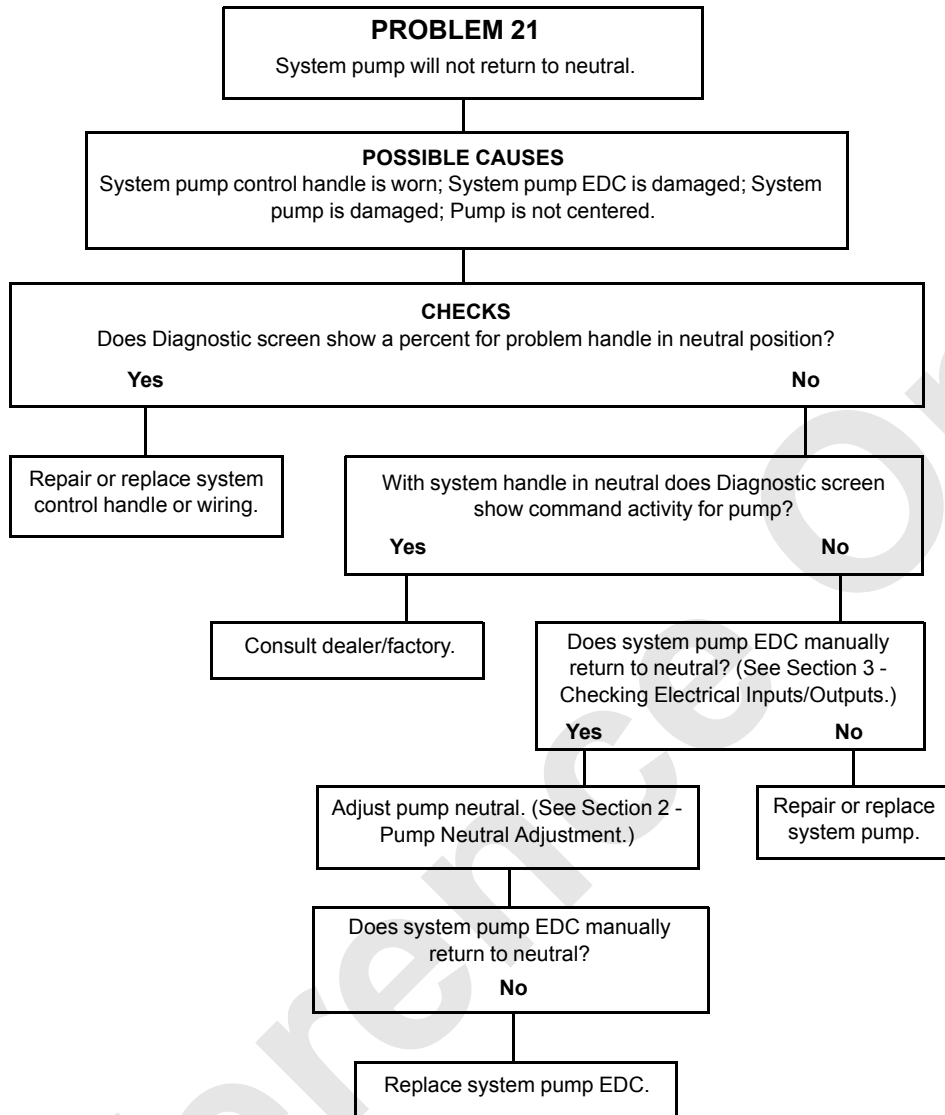 PROBLEM 21
System pump will not return to neutral.
POSSIBLE CAUSES
System pump control handle is worn; System pump EDC is damaged; System
pump is damaged; Pump is not centered.
CHECKS
Does Diagnostic screen show a percent for problem handle in neutral position?
Yes
No
Repair or replace system
control handle or wiring.
With system handle in neutral does Diagnostic screen
show command activity for pump?
Yes
No
Consult dealer/factory.
Does system pump EDC manually
return to neutral? (See Section 3 -
Checking Electrical Inputs/Outputs.)
Yes
No
Adjust pump neutral. (See Section 2 -
Pump Neutral Adjustment.)
Repair or replace
system pump.
Does system pump EDC manually
return to neutral?
No
Replace system pump EDC.